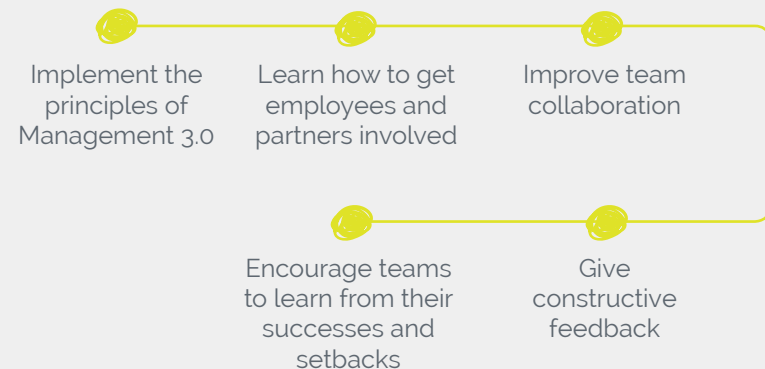 Implement the
principles of
Management 3.0
Learn how to get
employees and
partners involved
Improve team
collaboration
Give
constructive
feedback
Encourage teams
to learn from their
successes and
setbacks